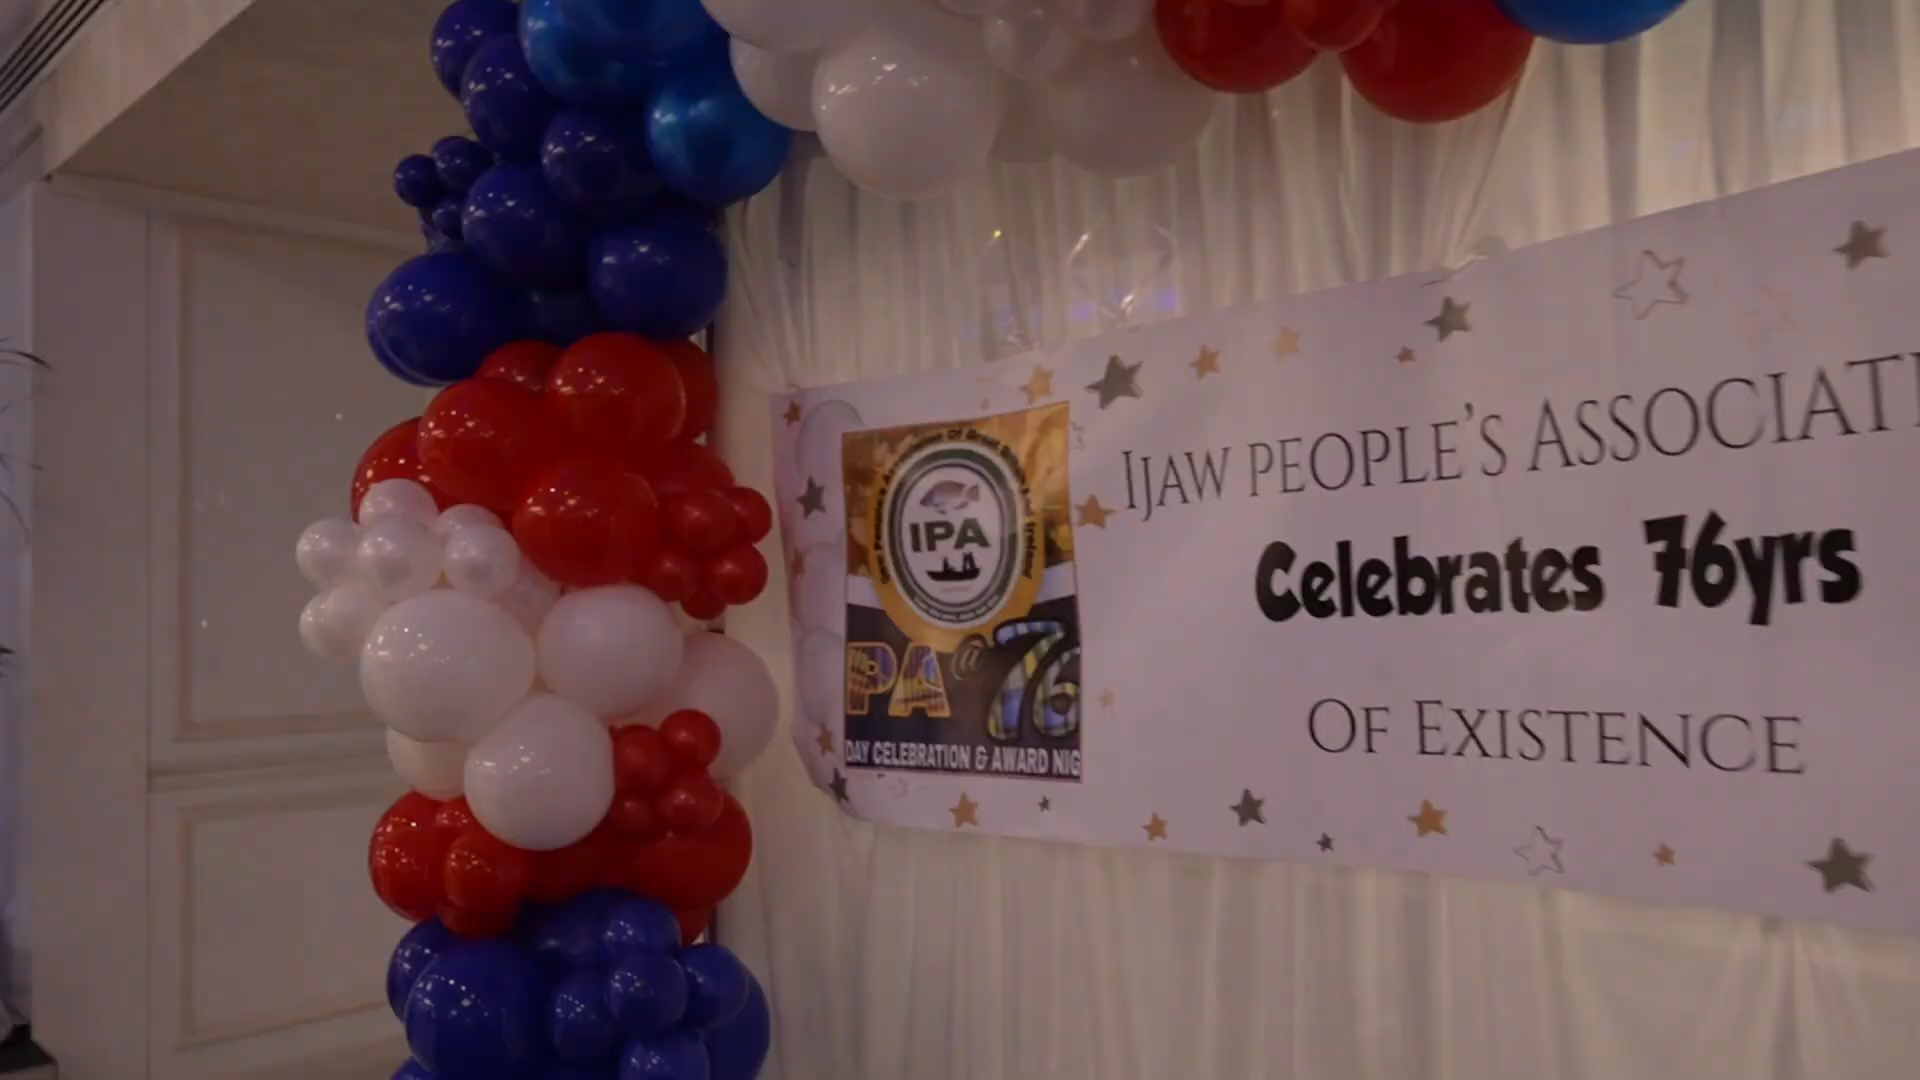 IJAW PEOPLE'S ASSOCIATI
Celebrates 76yrs
OF EXISTENCE
IPA
PA @ 76
DAY CELEBRATION & AWARD NIG